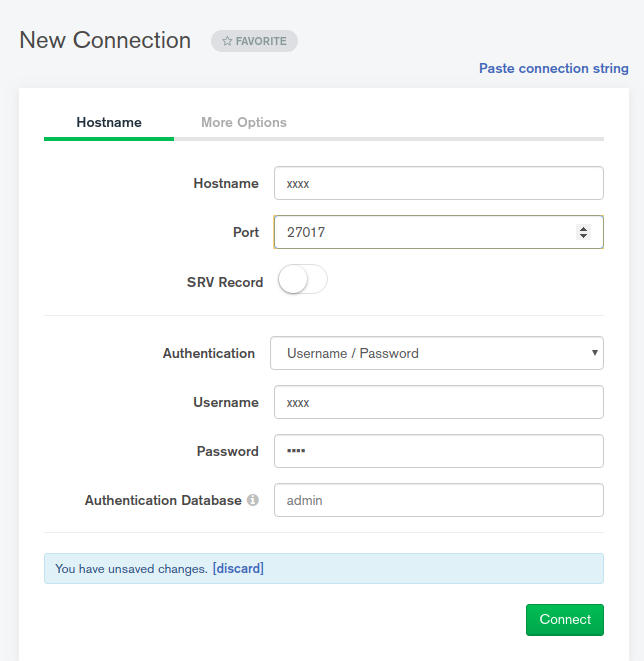 New Connection
FAVORITE
Paste connection string
Hostname
More Options
Hostname xxxx
Port 27017
SRV Record
Authentication Username / Password
Username xxxx
Password ••••
Authentication Database admin
You have unsaved changes. [discard]
Connect